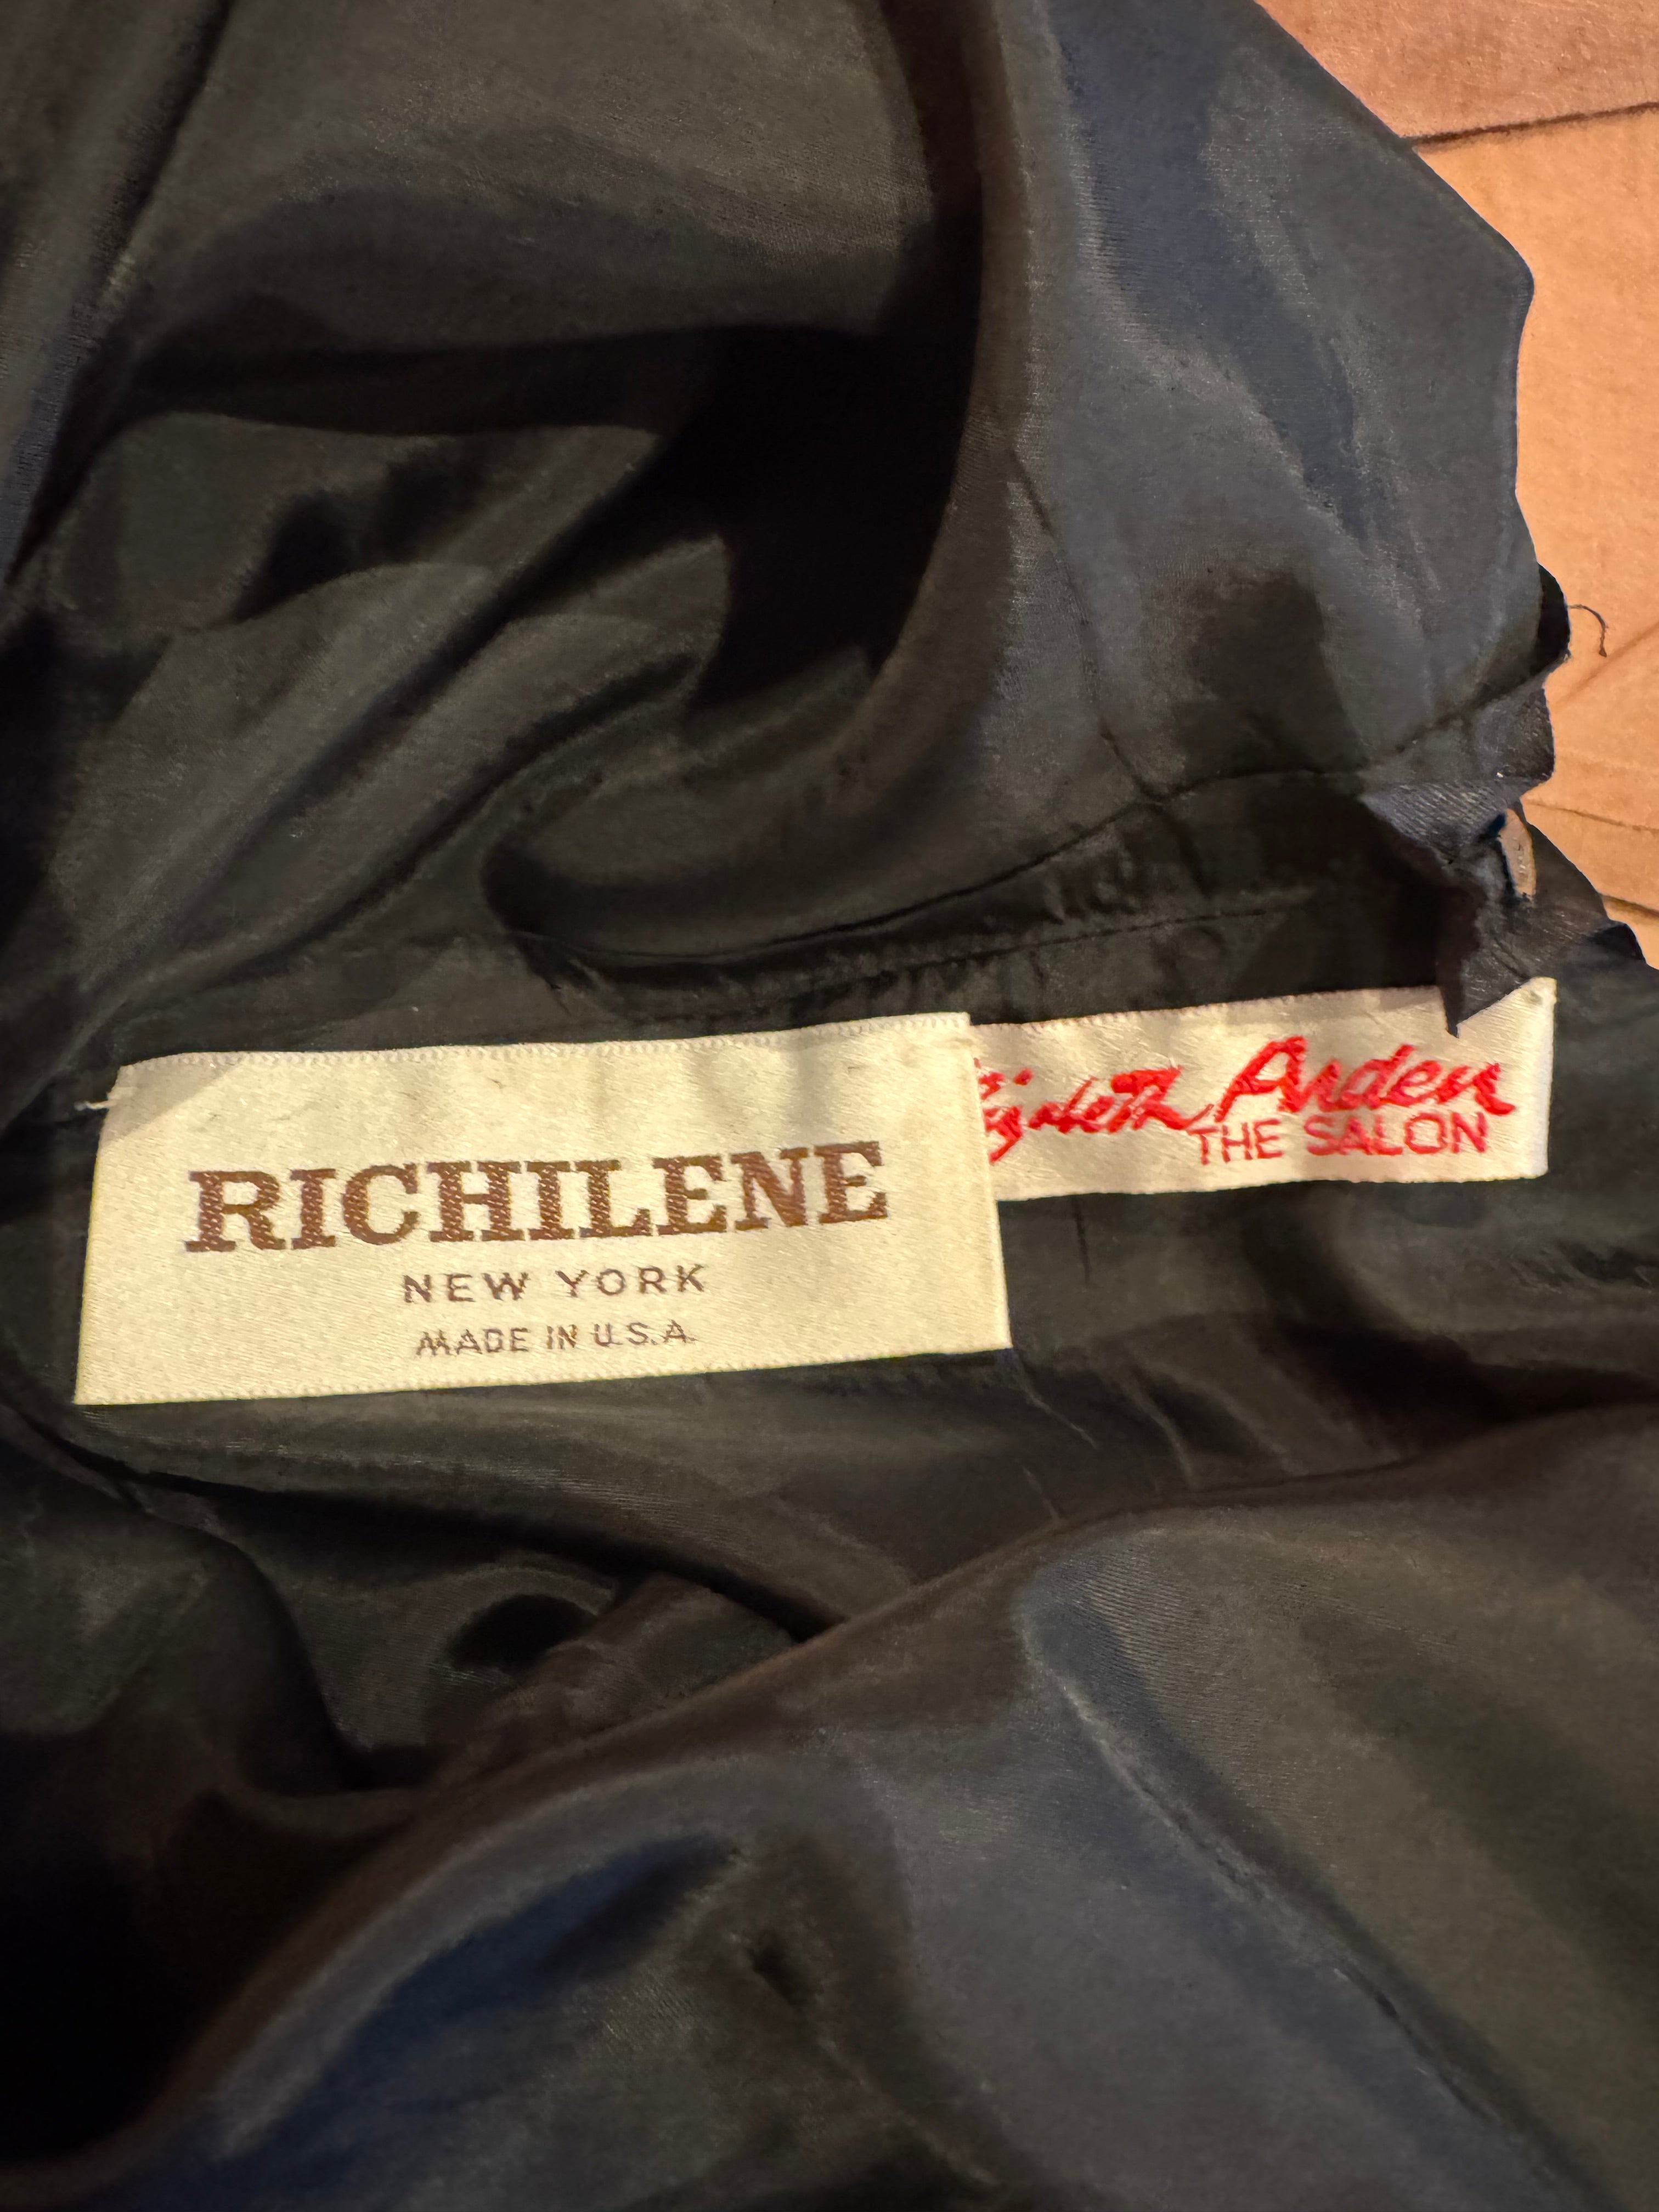 RICHILENE
NEW YORK
MADE IN U.S.A.
Arden
THE SALON